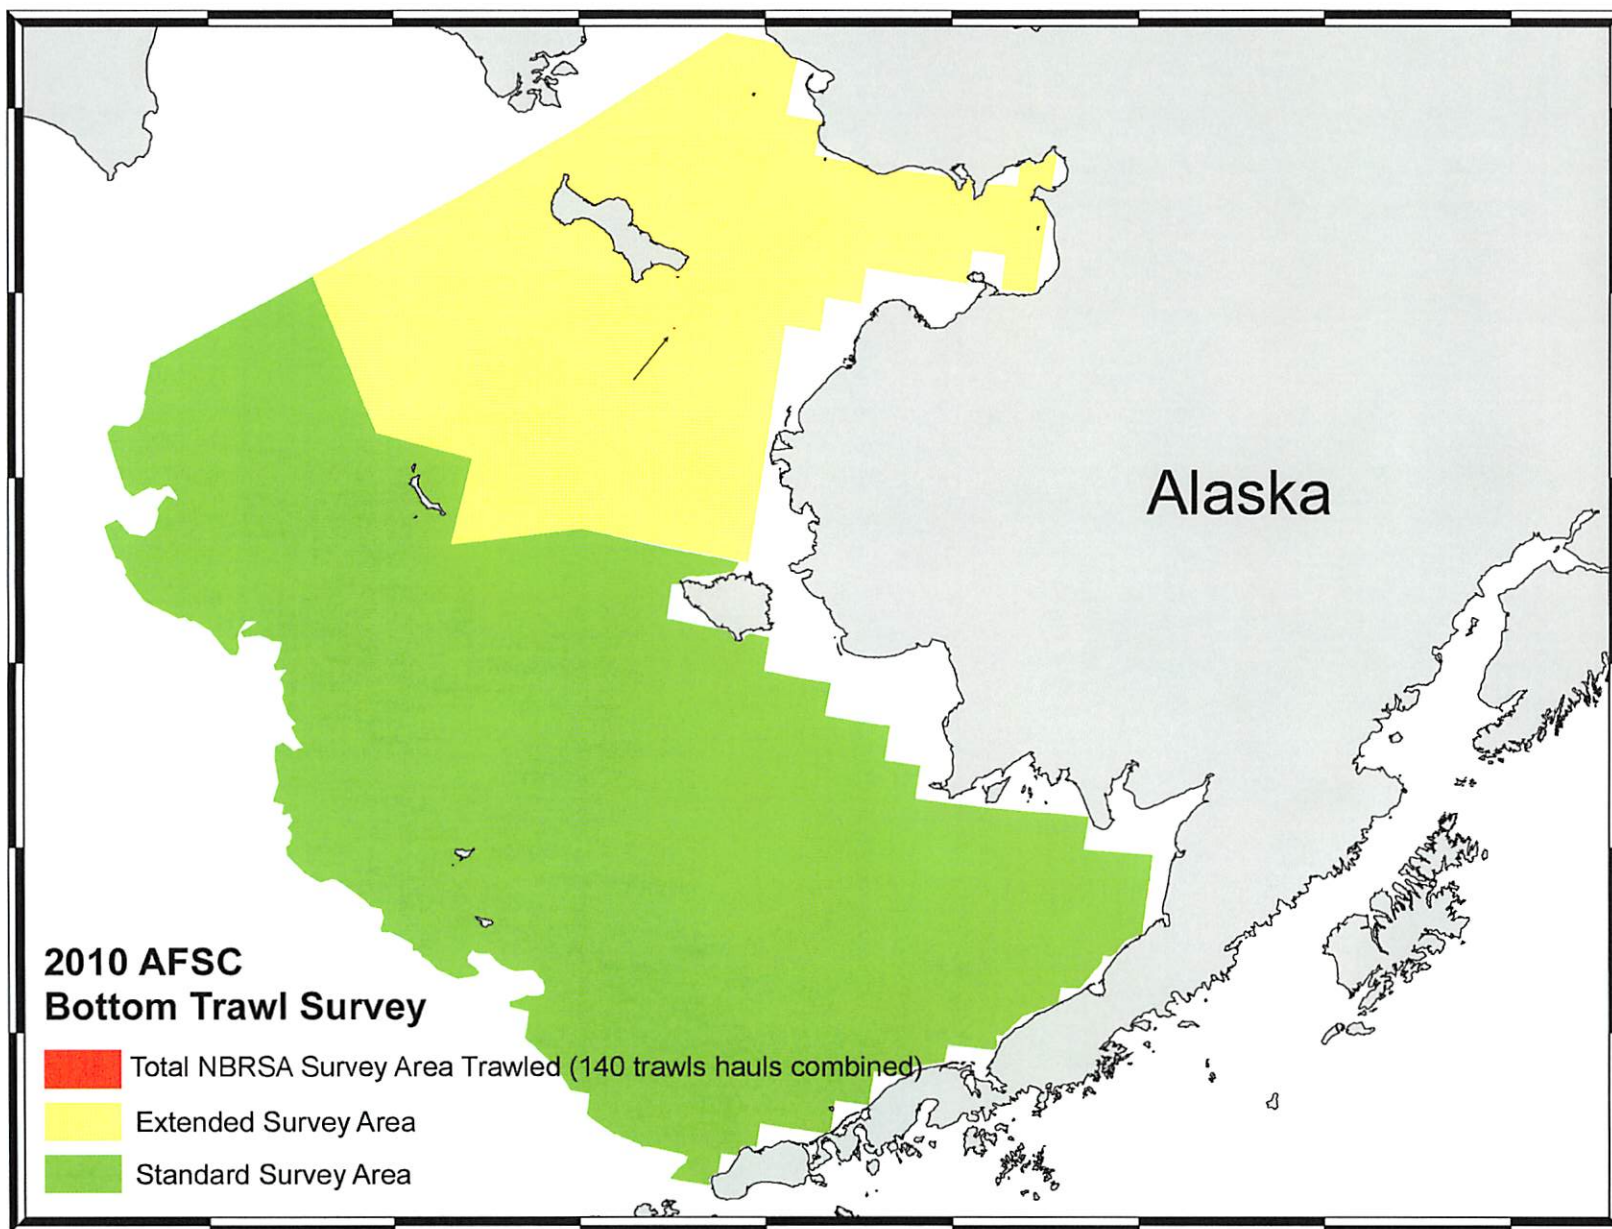 Alaska
2010 AFSC
Bottom Trawl Survey
Total NBRSA Survey Area Trawled (140 trawls hauls combined)
Extended Survey Area
Standard Survey Area